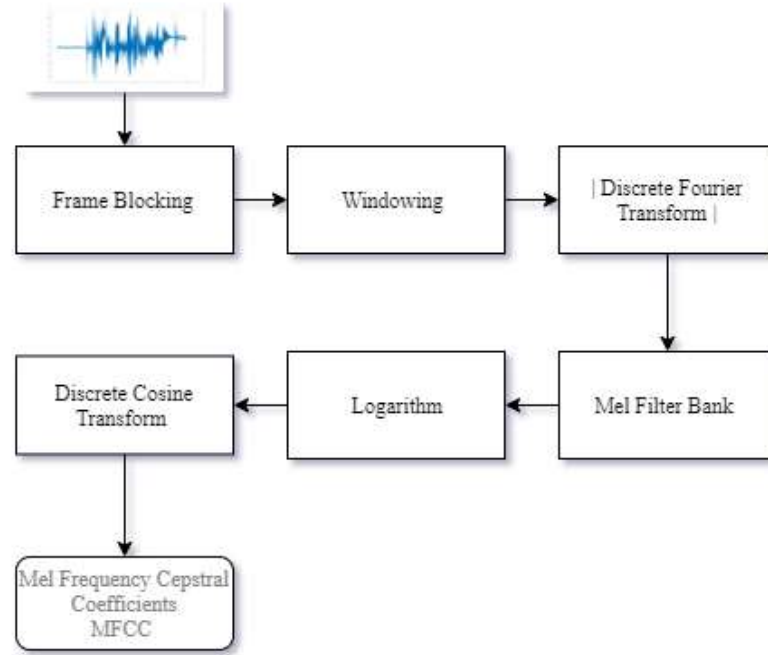 Frame Blocking
Windowing
| Discrete Fourier
Transform |
Mel Filter Bank
Logarithm
Discrete Cosine
Transform
Mel Frequency Cepstral
Coefficients
MFCC